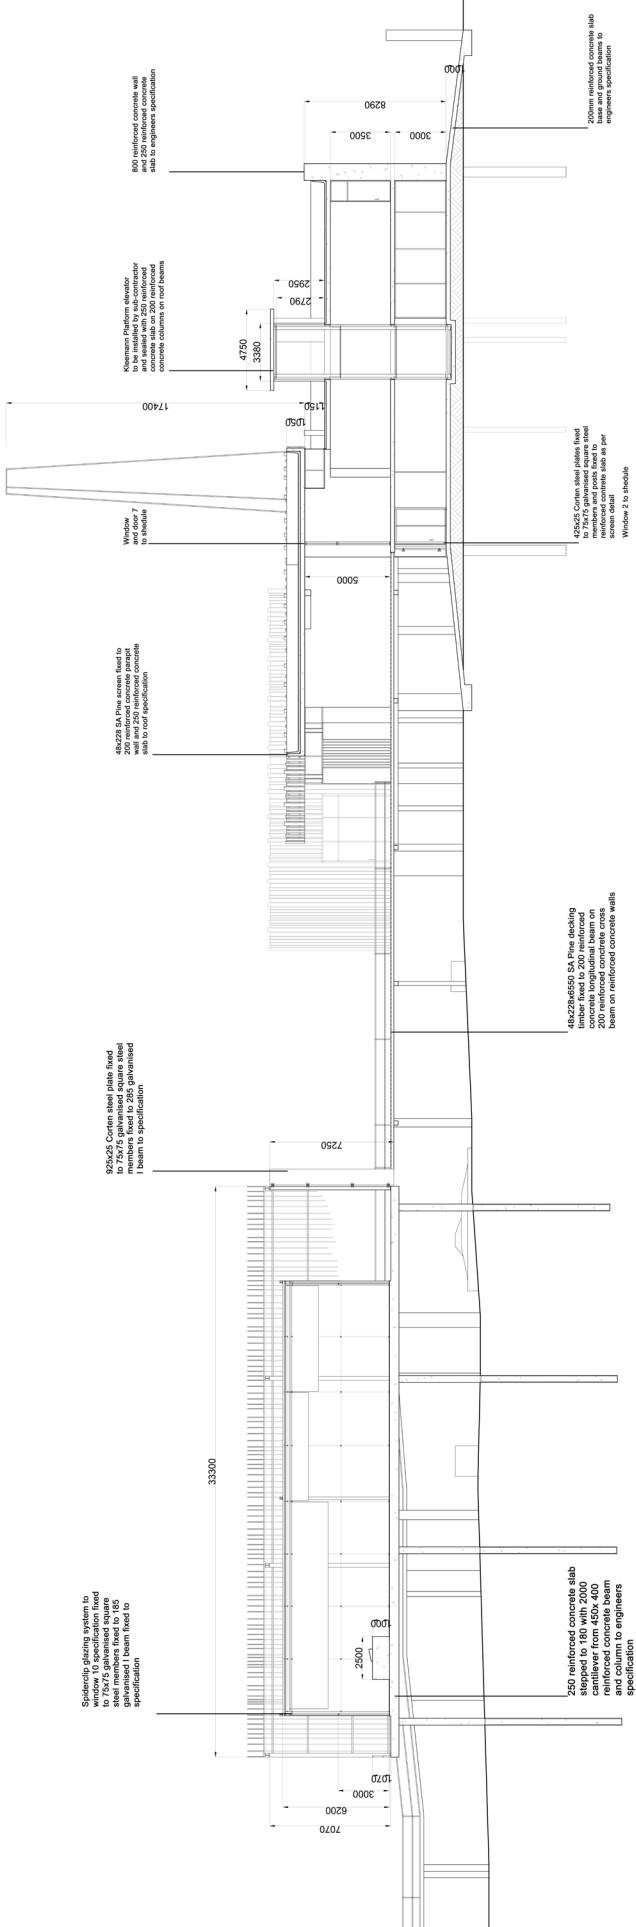 Spiderclip glazing system to
window 10 specification fixed
to 75x75 galvanised square
steel members fixed to 185
galvanised I beam fixed to
specification
925x25 Corten steel plate fixed
to 75x75 galvanised square steel
members fixed to 285 galvanised
I beam to specification
48x228 SA Pine screen fixed to
200 reinforced concrete parapit
wall and 250 reinforced concrete
slab to roof specification
Window
and door 7
to shedule
Kleemann Platform elevator
to be installed by sub-contractor
and sealed with 250 reinforced
concrete slab on 200 reinforced
concrete columns on roof beams
800 reinforced concrete wall
and 250 reinforced concrete
slab to engineers specification
33300
7070
6200
3000
1070
2500
1000
7250
5000
17400
1050
1150
4750
3380
2950
2790
8290
3500
3000
1000
250 reinforced concrete slab
stepped to 180 with 2000
cantilever from 450x 400
reinforced concrete beam
and column to engineers
specification
48x228x6550 SA Pine decking
timber fixed to 200 reinforced
concrete longitudinal beam on
200 reinforced conctrete cross
beam on reinforced concrete walls
425x25 Corten steel plates fixed
to 75x75 galvanised square steel
members and posts fixed to
reinforced contrete slab as per
screen detail
Window 2 to shedule
200mm reinforced concrete slab
base and ground beams to
engineers specification